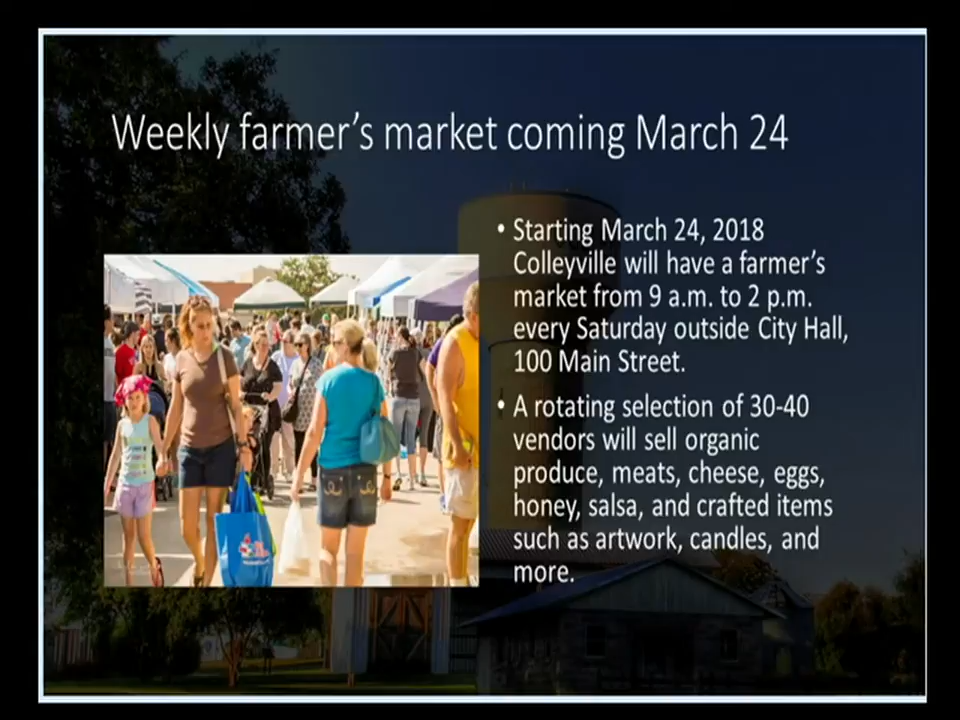 Weekly farmer’s market coming March 24
• Starting March 24, 2018
Colleyville will have a farmer’s
market from 9 a.m. to 2 p.m.
every Saturday outside City Hall,
100 Main Street.
• A rotating selection of 30-40
vendors will sell organic
produce, meats, cheese, eggs,
honey, salsa, and crafted items
such as artwork, candles, and
more.